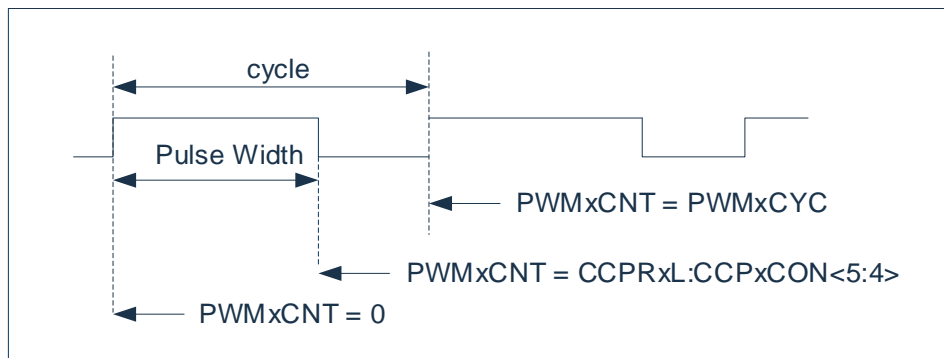 cycle
Pulse Width
PWMxCNT = PWMxCYC
PWMxCNT = CCPRxL:CCPxCON<5:4>
PWMxCNT = 0